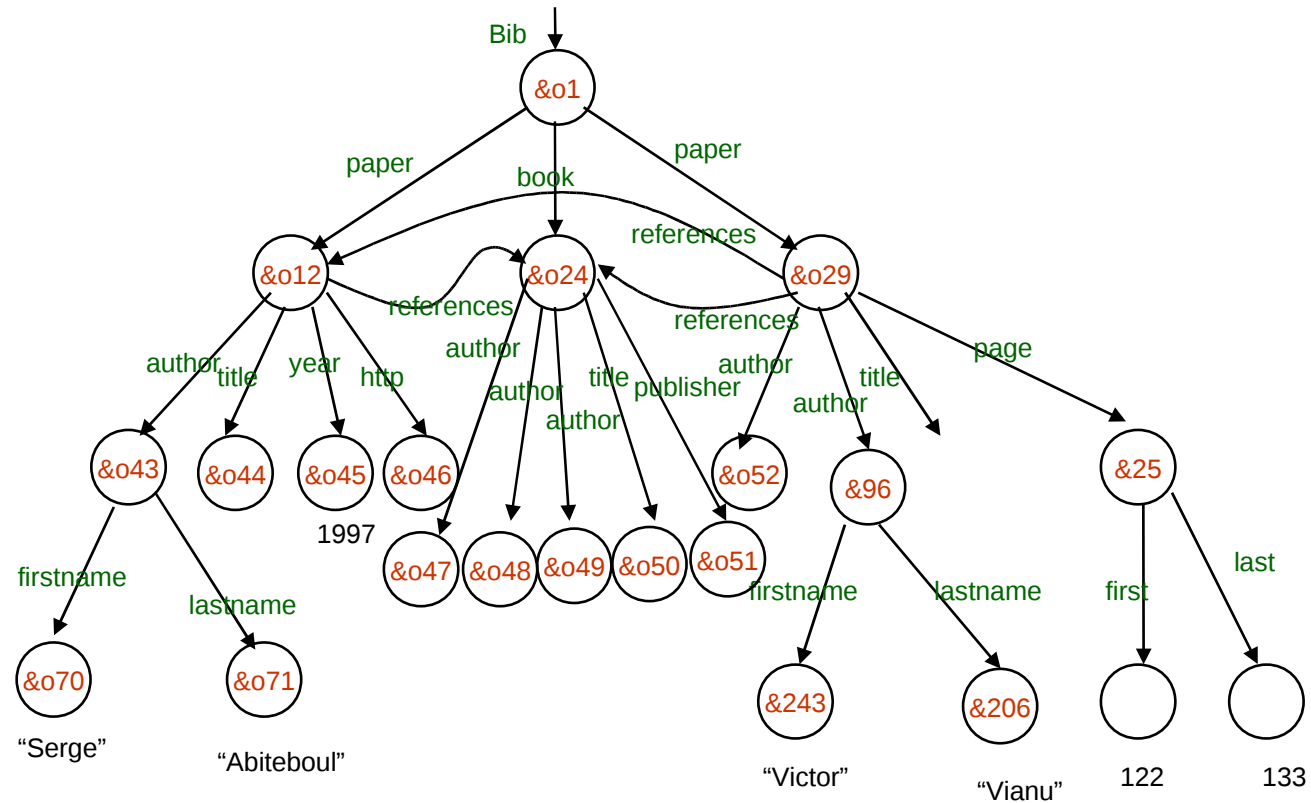 Bib
&o1
paper
paper
book
references
&o12
&o24
&o29
references
references
author
title
year
http
author
author
author
title
publisher
author
author
title
page
&o43
&o44
&o45
&o46
&o52
&96
&25
1997
&o47
&o48
&o49
&o50
&o51
firstname
lastname
firstname
lastname
first
last
&o70
&o71
&243
&206
“Serge”
“Abiteboul”
“Victor”
“Vianu”
122
133